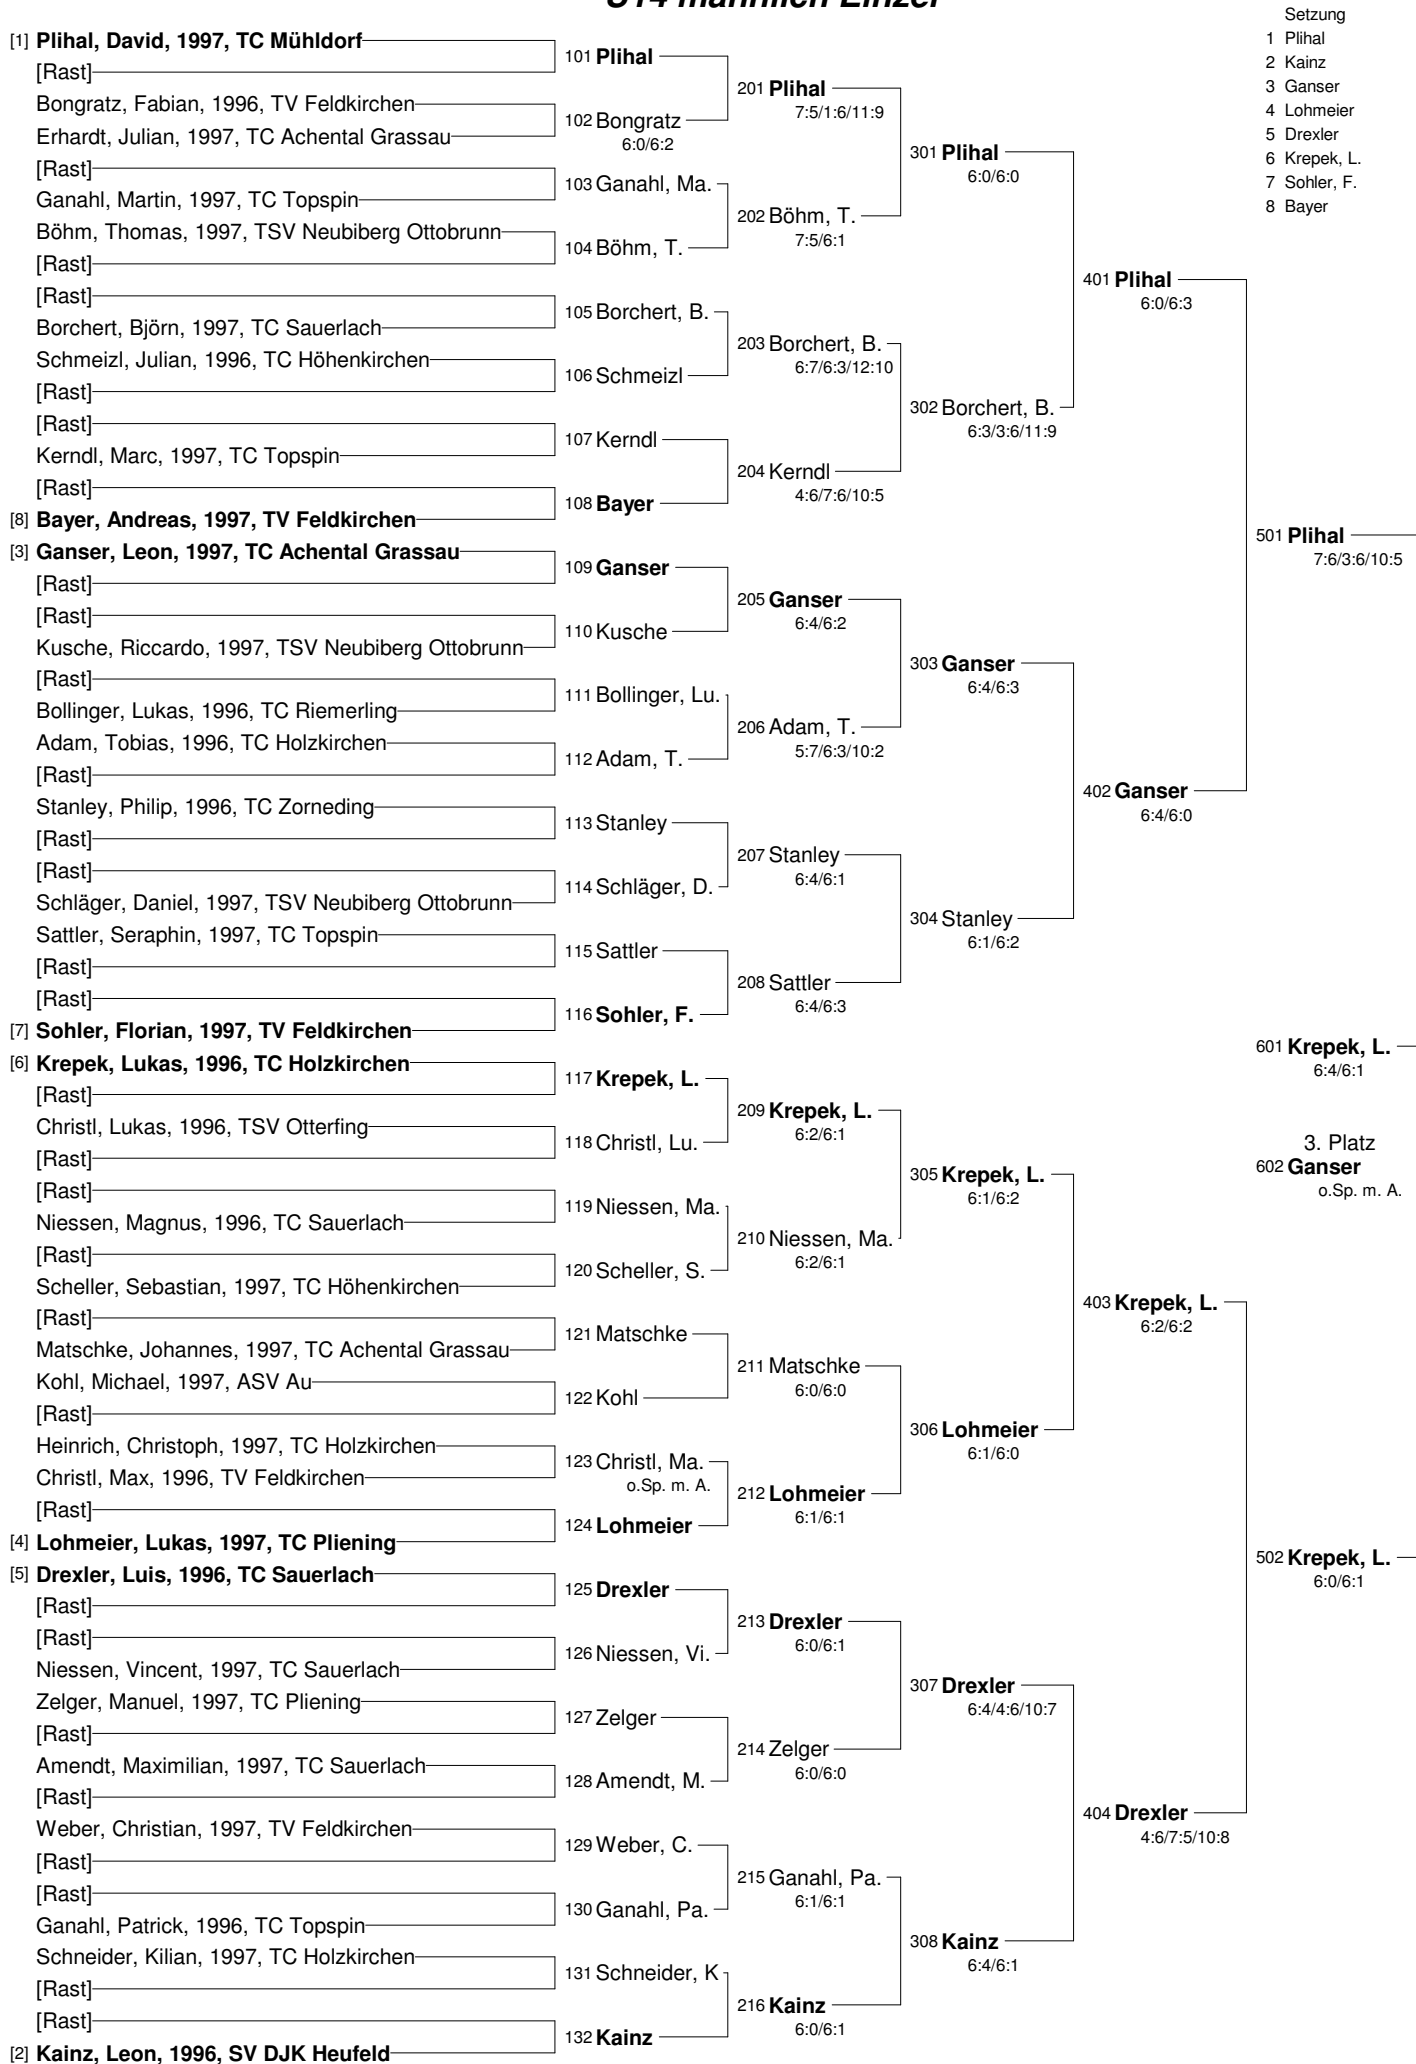 U14 männlich Einzel
Setzung
1 Plihal
2 Kainz
3 Ganser
4 Lohmeier
5 Drexler
6 Krepek, L.
7 Sohler, F.
8 Bayer
[1] Plihal, David, 1997, TC Mühldorf
[Rast]
Bongratz, Fabian, 1996, TV Feldkirchen
Erhardt, Julian, 1997, TC Achental Grassau
[Rast]
Ganahl, Martin, 1997, TC Topspin
Böhm, Thomas, 1997, TSV Neubiberg Ottobrunn
[Rast]
[Rast]
Borchert, Björn, 1997, TC Sauerlach
Schmeizl, Julian, 1996, TC Höhenkirchen
[Rast]
[Rast]
Kerndl, Marc, 1997, TC Topspin
[Rast]
[8] Bayer, Andreas, 1997, TV Feldkirchen
[3] Ganser, Leon, 1997, TC Achental Grassau
[Rast]
[Rast]
Kusche, Riccardo, 1997, TSV Neubiberg Ottobrunn
[Rast]
Bollinger, Lukas, 1996, TC Riemerling
Adam, Tobias, 1996, TC Holzkirchen
[Rast]
Stanley, Philip, 1996, TC Zorneding
[Rast]
[Rast]
Schläger, Daniel, 1997, TSV Neubiberg Ottobrunn
Sattler, Seraphin, 1997, TC Topspin
[Rast]
[Rast]
[7] Sohler, Florian, 1997, TV Feldkirchen
[6] Krepek, Lukas, 1996, TC Holzkirchen
[Rast]
Christl, Lukas, 1996, TSV Otterfing
[Rast]
[Rast]
Niessen, Magnus, 1996, TC Sauerlach
[Rast]
Scheller, Sebastian, 1997, TC Höhenkirchen
[Rast]
Matschke, Johannes, 1997, TC Achental Grassau
Kohl, Michael, 1997, ASV Au
[Rast]
Heinrich, Christoph, 1997, TC Holzkirchen
Christl, Max, 1996, TV Feldkirchen
[Rast]
[4] Lohmeier, Lukas, 1997, TC Pliening
[5] Drexler, Luis, 1996, TC Sauerlach
[Rast]
[Rast]
Niessen, Vincent, 1997, TC Sauerlach
Zelger, Manuel, 1997, TC Pliening
[Rast]
Amendt, Maximilian, 1997, TC Sauerlach
[Rast]
Weber, Christian, 1997, TV Feldkirchen
[Rast]
[Rast]
Ganahl, Patrick, 1996, TC Topspin
Schneider, Kilian, 1997, TC Holzkirchen
[Rast]
[Rast]
[2] Kainz, Leon, 1996, SV DJK Heufeld
101 Plihal
102 Bongratz
6:0/6:2
103 Ganahl, Ma.
104 Böhm, T.
105 Borchert, B.
106 Schmeizl
107 Kerndl
108 Bayer
109 Ganser
110 Kusche
111 Bollinger, Lu.
112 Adam, T.
113 Stanley
114 Schläger, D.
115 Sattler
116 Sohler, F.
117 Krepek, L.
118 Christl, Lu.
119 Niessen, Ma.
120 Scheller, S.
121 Matschke
122 Kohl
123 Christl, Ma.
o.Sp. m. A.
124 Lohmeier
125 Drexler
126 Niessen, Vi.
127 Zelger
128 Amendt, M.
129 Weber, C.
130 Ganahl, Pa.
131 Schneider, K
132 Kainz
201 Plihal
7:5/1:6/11:9
202 Böhm, T.
7:5/6:1
203 Borchert, B.
6:7/6:3/12:10
204 Kerndl
4:6/7:6/10:5
205 Ganser
6:4/6:2
206 Adam, T.
5:7/6:3/10:2
207 Stanley
6:4/6:1
208 Sattler
6:4/6:3
209 Krepek, L.
6:2/6:1
210 Niessen, Ma.
6:2/6:1
211 Matschke
6:0/6:0
212 Lohmeier
6:1/6:1
213 Drexler
6:0/6:1
214 Zelger
6:0/6:0
215 Ganahl, Pa.
6:1/6:1
216 Kainz
6:0/6:1
301 Plihal
6:0/6:0
302 Borchert, B.
6:3/3:6/11:9
303 Ganser
6:4/6:3
304 Stanley
6:1/6:2
305 Krepek, L.
6:1/6:2
306 Lohmeier
6:1/6:0
307 Drexler
6:4/4:6/10:7
308 Kainz
6:4/6:1
401 Plihal
6:0/6:3
402 Ganser
6:4/6:0
403 Krepek, L.
6:2/6:2
404 Drexler
4:6/7:5/10:8
501 Plihal
7:6/3:6/10:5
601 Krepek, L.
6:4/6:1
3. Platz
602 Ganser
o.Sp. m. A.
502 Krepek, L.
6:0/6:1